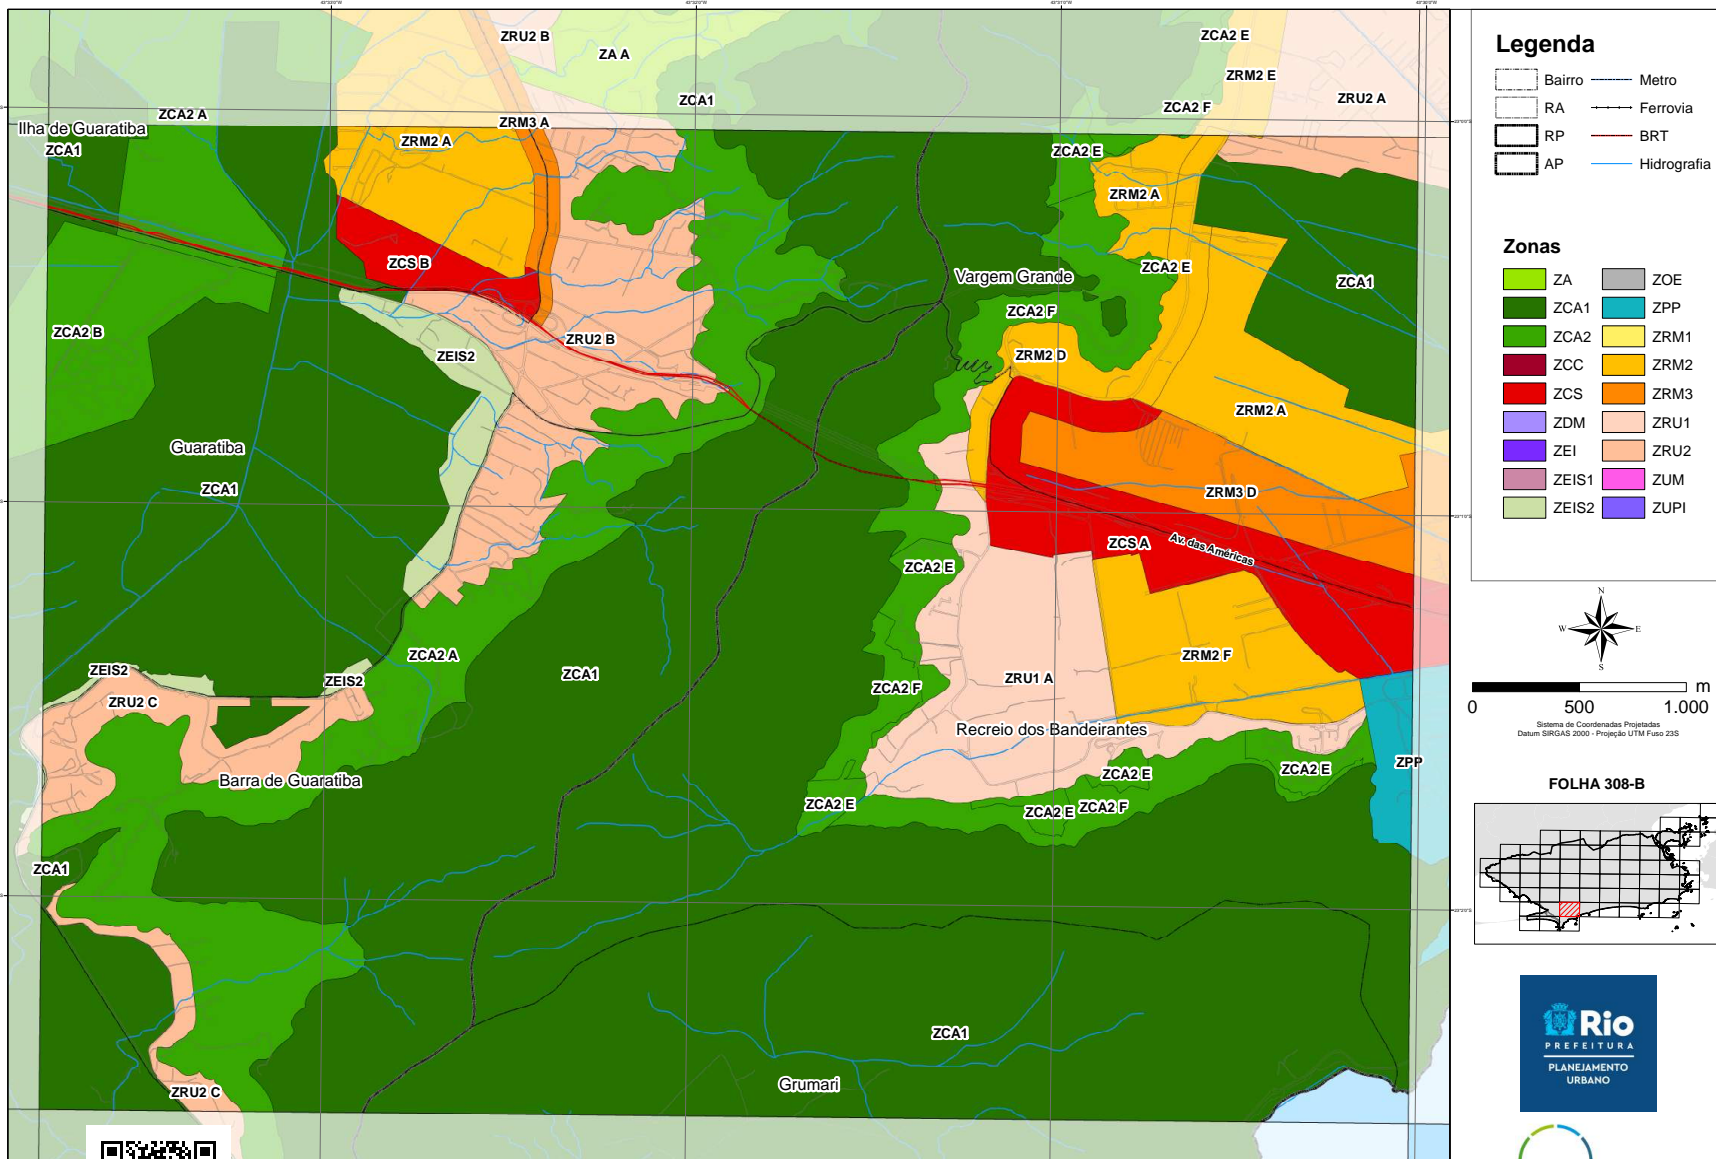 ZRU2 B
ZA A
ZCA2 E
ZRM2 E
ZCA2 F
ZRU2 A
ZCA1
ZCA2 A
Ilha de Guaratiba
ZCA1
ZRM3 A
ZRM2 A
ZCA2 E
ZRM2 A
ZCS B
ZCA2 E
Vargem Grande
ZCA1
ZCA2 F
ZCA2 B
ZRU2 B
ZEIS2
ZRM2 D
ZRM2 A
Guaratiba
ZCA1
ZRM3 D
ZCS A
Av. das Américas
ZCA2 E
ZCA2 A
ZRM2 F
ZEIS2
ZEIS2
ZCA1
ZRU1 A
ZCA2 F
ZRU2 C
Recreio dos Bandeirantes
ZPP
ZCA2 E
ZCA2 E
Barra de Guaratiba
ZCA2 E
ZCA2 E
ZCA2 F
ZCA1
ZCA1
Grumari
ZRU2 C
Legenda
Bairro
Metro
RA
Ferrovia
RP
BRT
AP
Hidrografia
Zonas
ZA
ZOE
ZCA1
ZPP
ZCA2
ZRM1
ZCC
ZRM2
ZCS
ZRM3
ZDM
ZRU1
ZEI
ZRU2
ZEIS1
ZUM
ZEIS2
ZUPI
N
W
E
S
m
0 500 1.000
Sistema de Coordenadas Projetadas
Datum SIRGAS 2000 - Projeção UTM Fuso 23S
FOLHA 308-B
Rio
PREFEITURA
PLANEJAMENTO
URBANO